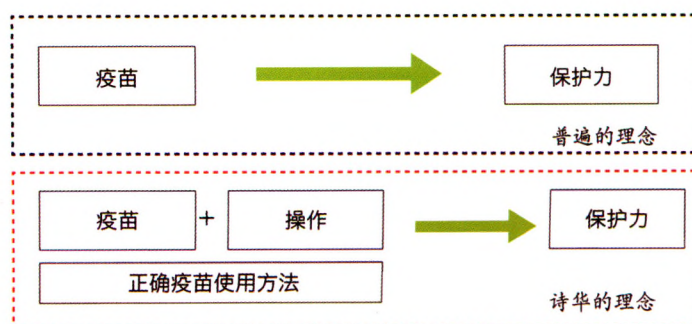 疫苗
保护力
普遍的理念
疫苗 + 操作
保护力
正确疫苗使用方法
诗华的理念